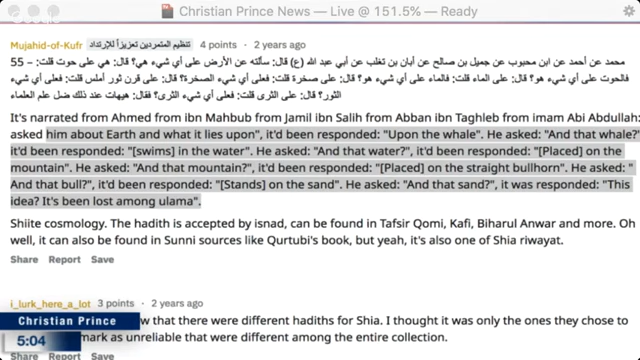 Christian Prince News — Live @ 151.5% — Ready
Mujahid-of-Kufr تنظيم المتمردين تعزيزاً للإرتداد 4 points · 2 years ago
55 – محمد عن أحمد عن ابن محبوب عن جميل بن صالح عن أبان بن تغلب عن أبي عبد الله (ع) قال: سألته عن الأرض على أي شيء هي؟ قال: هي على حوت قلت:
فالحوت على أي شيء هو؟ قال: على الماء قلت: فالماء على أي شيء هو؟ قال: على صخرة قلت: فعلى أي شيء الصخرة؟ قال: على قرن ثور أملس قلت: فعلى أي شيء
الثور؟ قال: على الثرى قلت: فعلى أي شيء الثرى؟ فقال: هيهات عند ذلك ضل علم العلماء
It's narrated from Ahmed from ibn Mahbub from Jamil ibn Salih from Abban ibn Taghleb from imam Abi Abdullah:
asked him about Earth and what it lies upon", it'd been responded: "Upon the whale". He asked: "And that whale?"
it'd been responded: "[swims] in the water". He asked: "And that water?", it'd been responded: "[Placed] on the
mountain". He asked: "And that mountain?", it'd been responded: "[Placed] on the straight bullhorn". He asked: "
And that bull?", it'd been responded: "[Stands] on the sand". He asked: "And that sand?", it was responded: "This
idea? It's been lost among ulama".
Shiite cosmology. The hadith is accepted by isnad, can be found in Tafsir Qomi, Kafi, Biharul Anwar and more. Oh
well, it can also be found in Sunni sources like Qurtubi's book, but yeah, it's also one of Shia riwayat.
Share Report Save
i_lurk_here_a_lot 3 points · 2 years ago
Christian Prince
w that there were different hadiths for Shia. I thought it was only the ones they chose to
5:04
mark as unreliable that were different among the entire collection.
Share Report Save